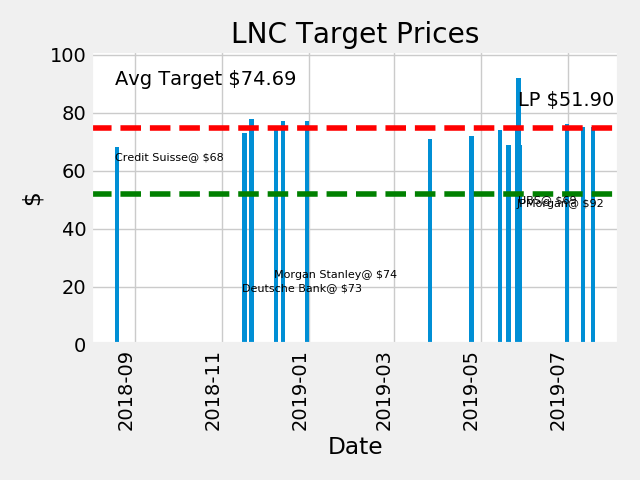 LNC Target Prices
100
80
60
40
20
0
$
Avg Target $74.69
LP $51.90
Credit Suisse@ $68
UBS@ $69
JPMorgan@ $92
Morgan Stanley@ $74
Deutsche Bank@ $73
2018-09
2018-11
2019-01
2019-03
2019-05
2019-07
Date